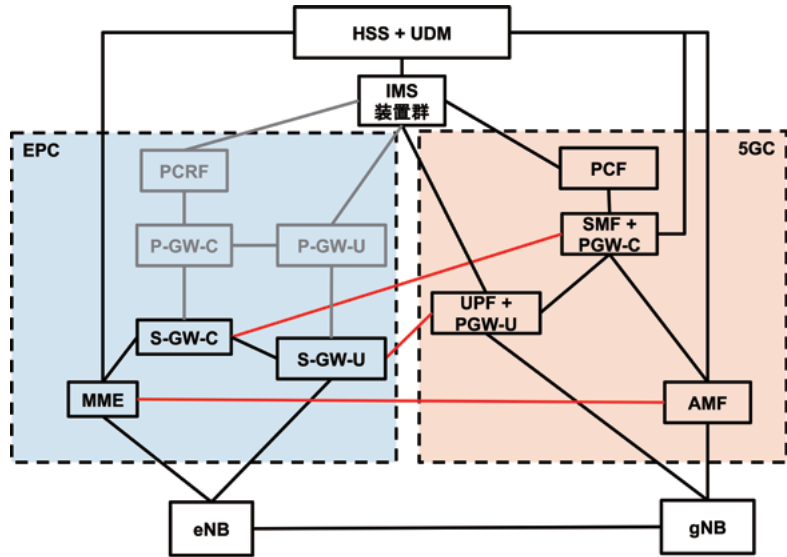 HSS + UDM
IMS
装置群
EPC
5GC
PCRF
PCF
P-GW-C
P-GW-U
SMF +
PGW-C
UPF +
PGW-U
S-GW-C
S-GW-U
MME
AMF
eNB
gNB